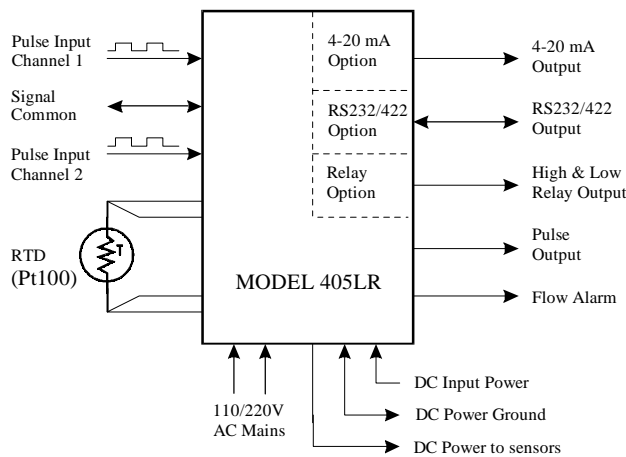 Pulse Input
Channel 1
Signal
Common
Pulse Input
Channel 2
RTD
(Pt100)
T
4-20 mA
Option
RS232/422
Option
Relay
Option
MODEL 405LR
4-20 mA
Output
RS232/422
Output
High & Low
Relay Output
Pulse
Output
Flow Alarm
110/220V
AC Mains
DC Input Power
DC Power Ground
DC Power to sensors